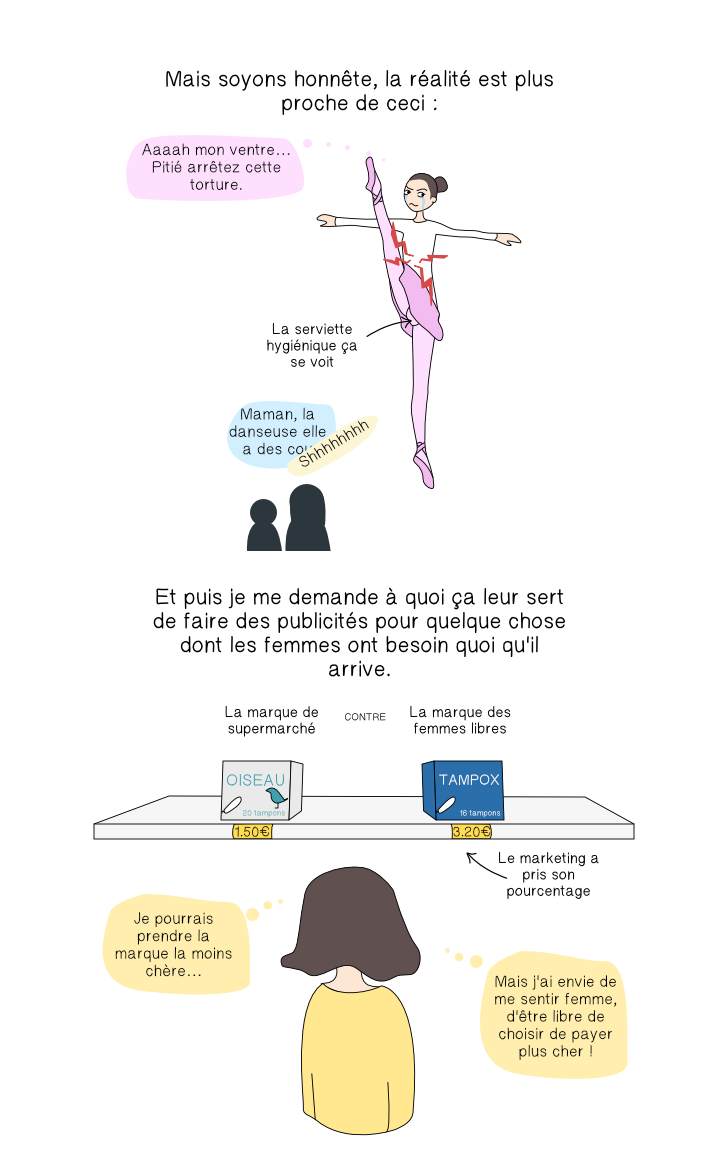 Mais soyons honnête, la réalité est plus
proche de ceci :
Aaaah mon ventre...
Pitié arrêtez cette
torture.
La serviette
hygiénique ça
se voit
Maman, la
danseuse elle
a des cou
Shhhhhhhh
Et puis je me demande à quoi ça leur sert
de faire des publicités pour quelque chose
dont les femmes ont besoin quoi qu'il
arrive.
La marque de
supermarché
CONTRE
La marque des
femmes libres
OISEAU
20 tampons
TAMPOX
16 tampons
1.50€
3.20€
Le marketing a
pris son
pourcentage
Je pourrais
prendre la
marque la moins
chère...
Mais j'ai envie de
me sentir femme,
d'être libre de
choisir de payer
plus cher !